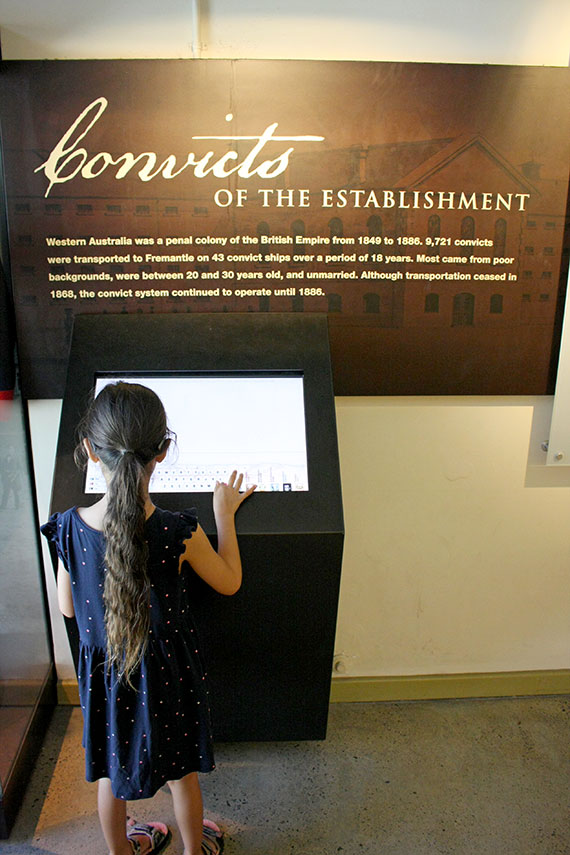 Convicts
OF THE ESTABLISHMENT
Western Australia was a penal colony of the British Empire from 1849 to 1886. 9,721 convicts
were transported to Fremantle on 43 convict ships over a period of 18 years. Most came from poor
backgrounds, were between 20 and 30 years old, and unmarried. Although transportation ceased in
1868, the convict system continued to operate until 1886.